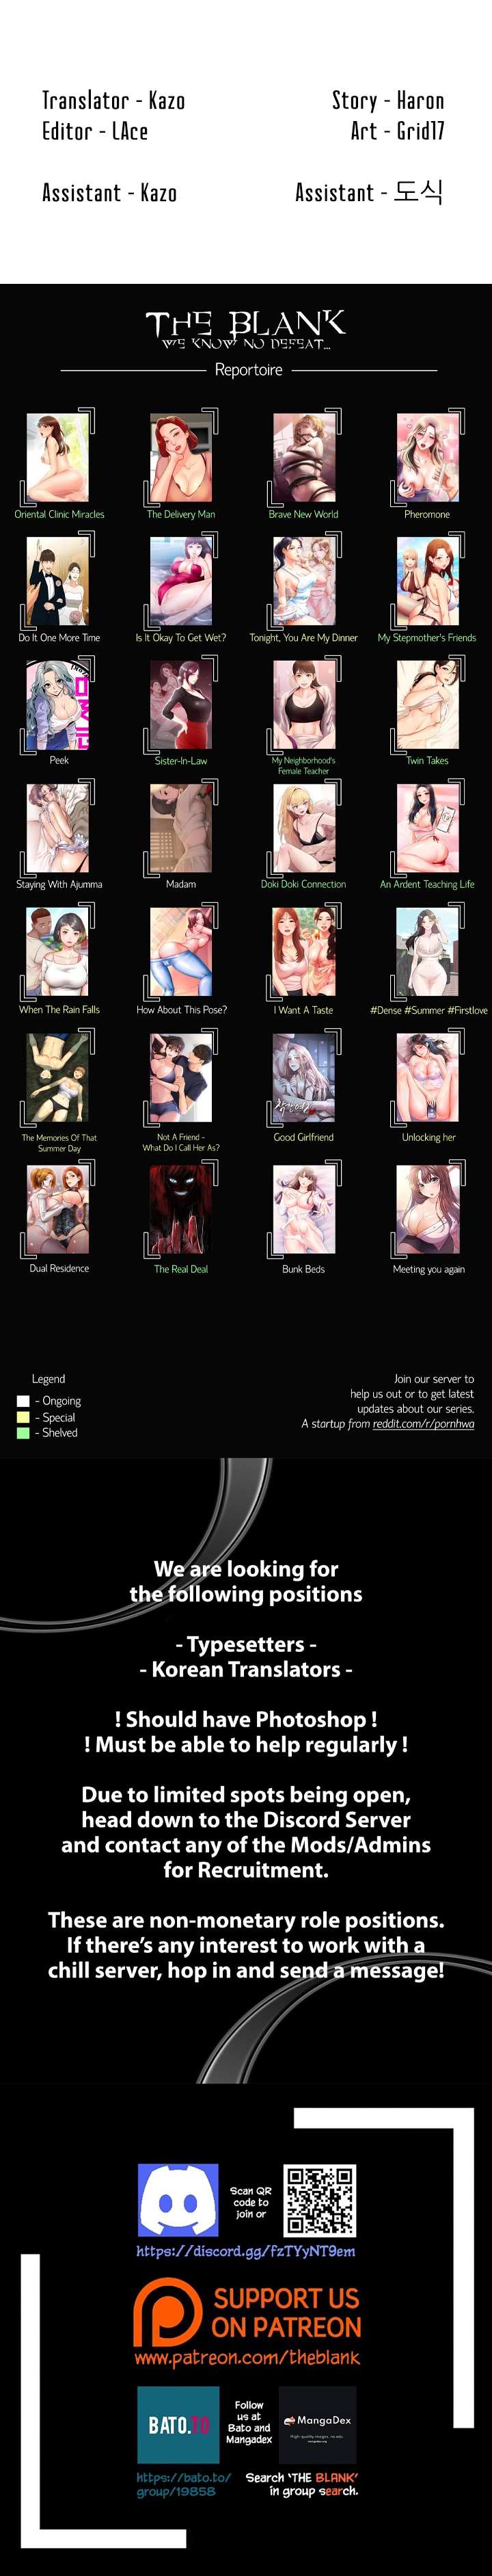 Translator - Kazo
Editor - LAce
Assistant - Kazo
Story - Haron
Art - Grid17
Assistant - 도식
THE BLANK
WE KNOW NO DEFEAT...
Repertoire
Oriental Clinic Miracles
The Delivery Man
Brave New World
Pheromone
Do It One More Time
Is It Okay To Get Wet?
Tonight, You Are My Dinner
My Stepmother's Friends
Peek
Sister-In-Law
My Neighborhood's
Female Teacher
Twin Takes
Staying With Ajumma
Madam
Doki Doki Connection
An Ardent Teaching Life
When The Rain Falls
How About This Pose?
I Want A Taste
#Dense #Summer #Firstlove
The Memories Of That
Summer Day
Not A Friend -
What Do I Call Her As?
Good Girlfriend
Unlocking her
Dual Residence
The Real Deal
Bunk Beds
Meeting you again
Legend
- Ongoing
- Special
- Shelved
Join our server to
help us out or to get latest
updates about our series.
A startup from reddit.com/r/pornhwa
We are looking for
the following positions
- Typesetters -
- Korean Translators -
! Should have Photoshop !
! Must be able to help regularly !
Due to limited spots being open,
head down to the Discord Server
and contact any of the Mods/Admins
for Recruitment.
These are non-monetary role positions.
If there's any interest to work with a
chill server, hop in and send a message!
Scan QR
code to
join or
https://discord.gg/fzTYyNT9em
SUPPORT US
ON PATREON
www.patreon.com/theblank
BATO.TO
Follow
us at
Bato and
Mangadex
MangaDex
High quality images, no ads.
https://bato.to/
group/19858
Search 'THE BLANK'
in group search.